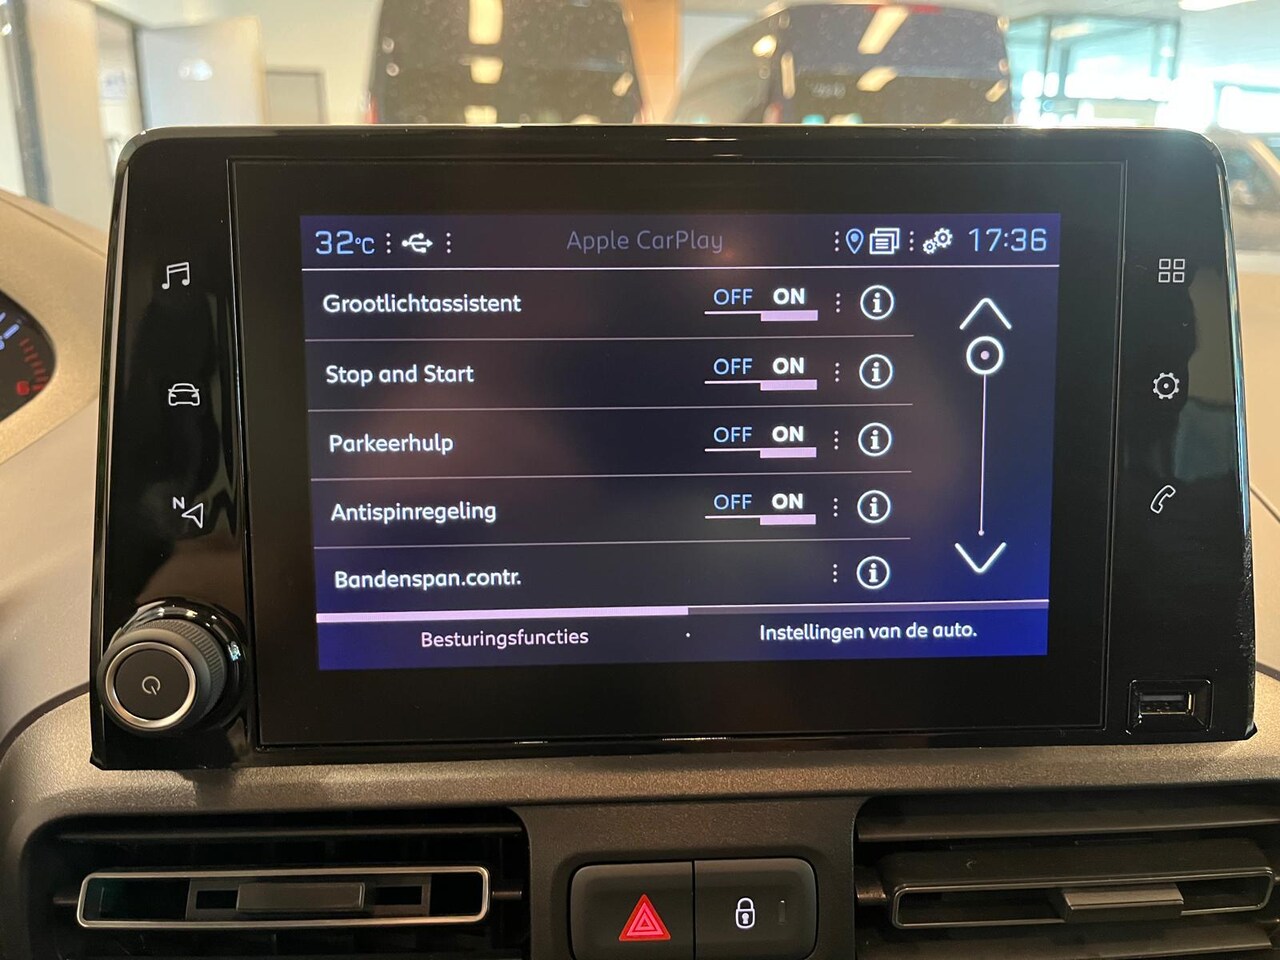 32°C
Apple CarPlay
17:36
Grootlichtassistent OFF ON
Stop and Start OFF ON
Parkeerhulp OFF ON
Antispinregeling OFF ON
Bandenspan.contr.
Besturingsfuncties
Instellingen van de auto.
N